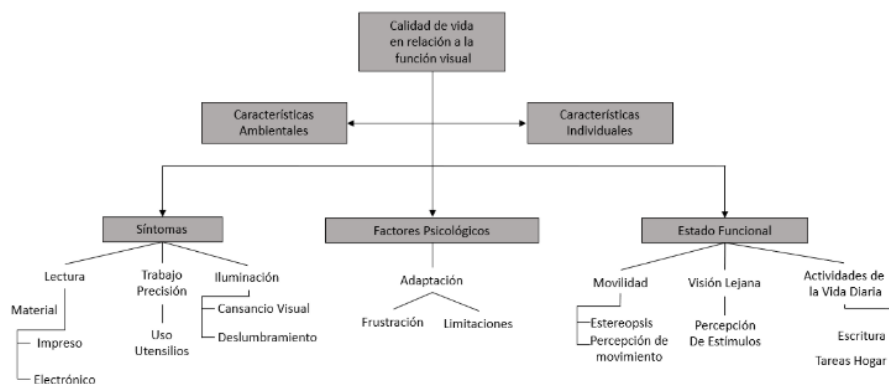 Calidad de vida
en relación a la
función visual
Características
Ambientales
Características
Individuales
Síntomas
Factores Psicológicos
Estado Funcional
Lectura
Trabajo
Precisión
Iluminación
Adaptación
Movilidad
Visión Lejana
Actividades de
la Vida Diaria
Material
Impreso
Electrónico
Uso
Utensilios
Cansancio Visual
Deslumbramiento
Frustración
Limitaciones
Estereopsis
Percepción de
movimiento
Percepción
De Estímulos
Escritura
Tareas Hogar